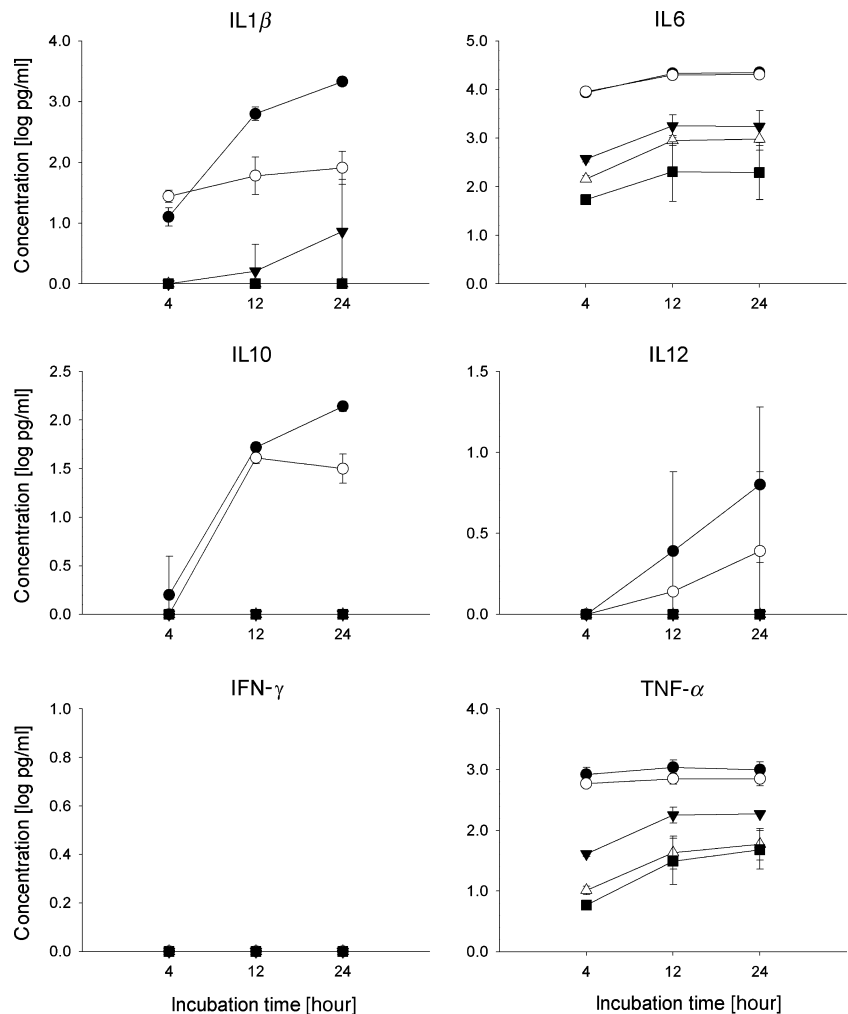 IL1β
Concentration [log pg/ml]
4.0
3.0
2.0
1.0
0.0
4 12 24
IL6
5.0
4.0
3.0
2.0
1.0
0.0
4 12 24
IL10
Concentration [log pg/ml]
2.5
2.0
1.5
1.0
0.5
0.0
4 12 24
IL12
1.5
1.0
0.5
0.0
4 12 24
IFN-γ
Concentration [log pg/ml]
1.0
0.8
0.6
0.4
0.2
0.0
4 12 24
Incubation time [hour]
TNF-α
4.0
3.0
2.0
1.0
0.0
4 12 24
Incubation time [hour]